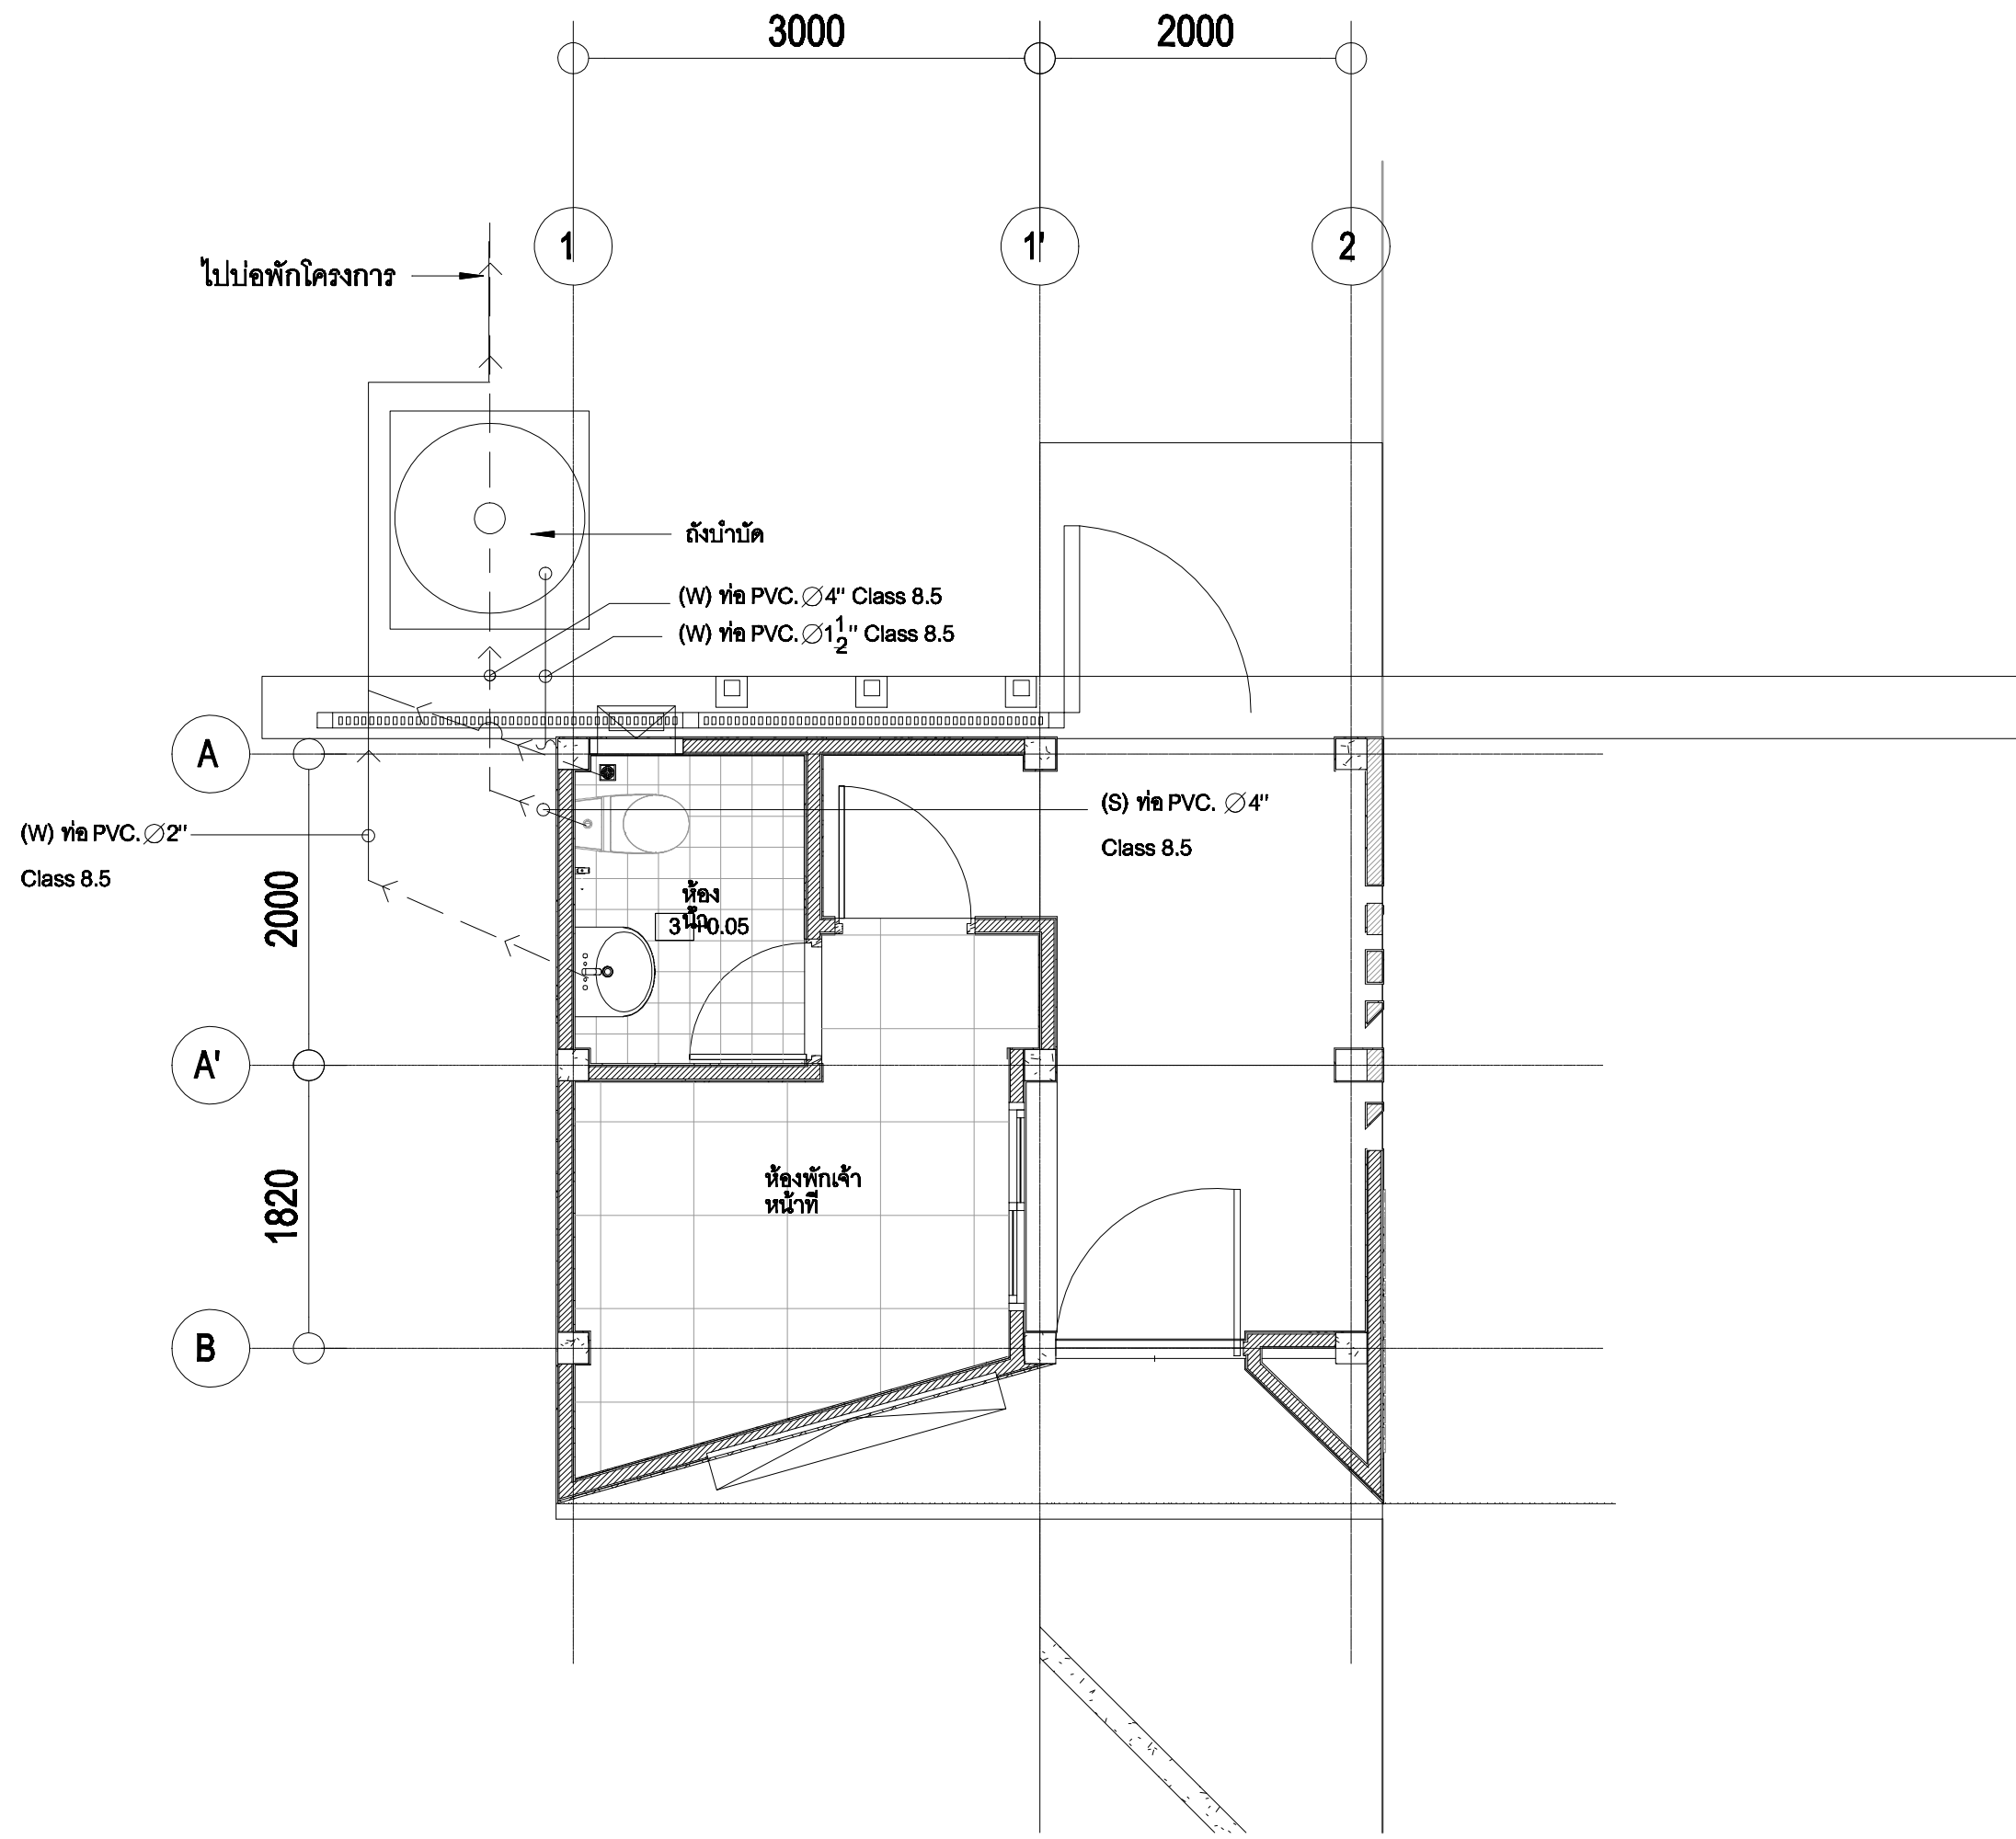 3000
2000
1
1'
2
ไปบ่อพักโครงการ
ถังบำบัด
(W) ท่อ PVC. ∅4" Class 8.5
(W) ท่อ PVC. ∅1 1/2" Class 8.5
A
(S) ท่อ PVC. ∅4"
Class 8.5
(W) ท่อ PVC. ∅2"
Class 8.5
2000
ห้อง
น้ำ
3 +0.05
A'
1820
ห้องพักเจ้า
หน้าที่
B